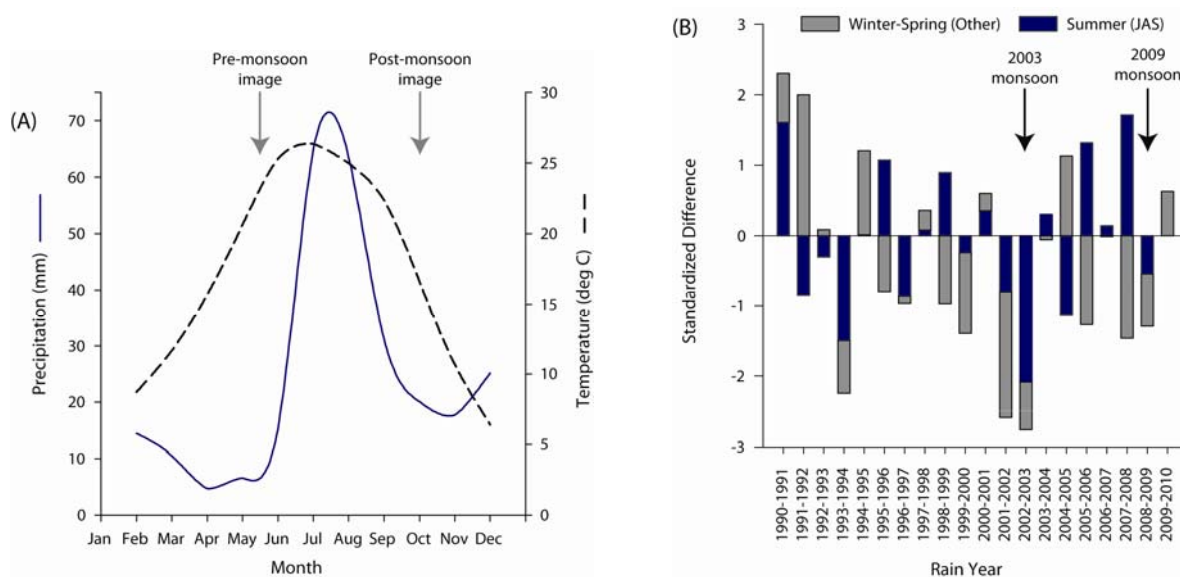 (A)
Pre-monsoon
image
Post-monsoon
image
Precipitation (mm)
70
60
50
40
30
20
10
0
30
25
20
15
10
5
0
Temperature (deg C)
Jan Feb Mar Apr May Jun Jul Aug Sep Oct Nov Dec
Month
(B)
Winter-Spring (Other)
Summer (JAS)
2003
monsoon
2009
monsoon
Standardized Difference
3
2
1
0
-1
-2
-3
1990-1991
1991-1992
1992-1993
1993-1994
1994-1995
1995-1996
1996-1997
1997-1998
1998-1999
1999-2000
2000-2001
2001-2002
2002-2003
2003-2004
2004-2005
2005-2006
2006-2007
2007-2008
2008-2009
2009-2010
Rain Year